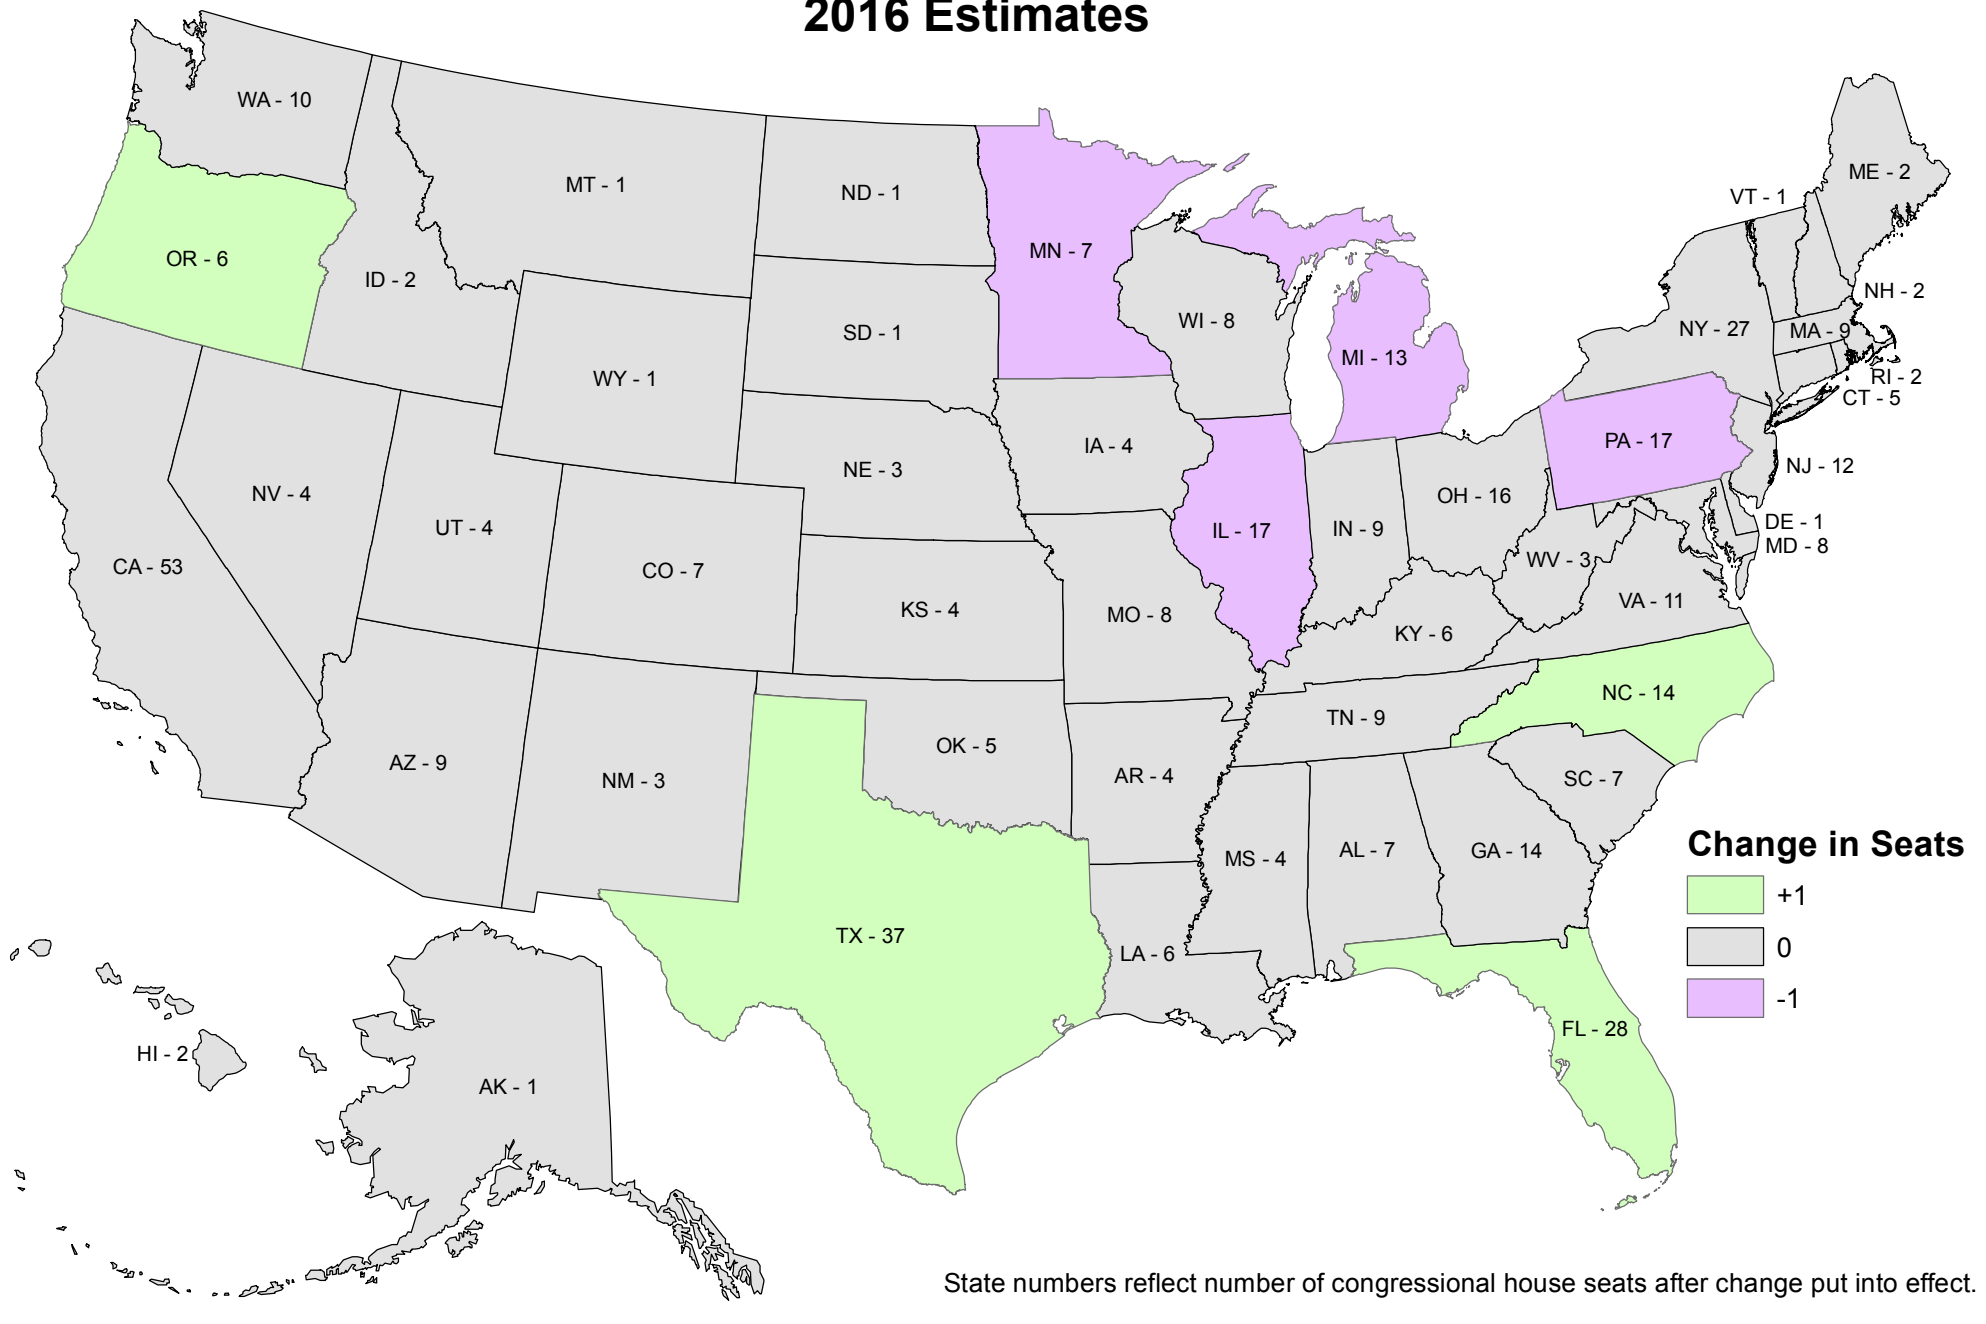 2016 Estimates
WA - 10
MT - 1
ND - 1
MN - 7
ME - 2
VT - 1
OR - 6
ID - 2
NH - 2
WI - 8
SD - 1
NY - 27
MA - 9
MI - 13
WY - 1
RI - 2
CT - 5
IA - 4
PA - 17
NE - 3
NJ - 12
NV - 4
OH - 16
UT - 4
IL - 17
IN - 9
DE - 1
MD - 8
CA - 53
CO - 7
WV - 3
VA - 11
KS - 4
MO - 8
KY - 6
NC - 14
TN - 9
OK - 5
AZ - 9
NM - 3
AR - 4
SC - 7
MS - 4
AL - 7
GA - 14
Change in Seats
+1
0
-1
TX - 37
LA - 6
FL - 28
HI - 2
AK - 1
State numbers reflect number of congressional house seats after change put into effect.